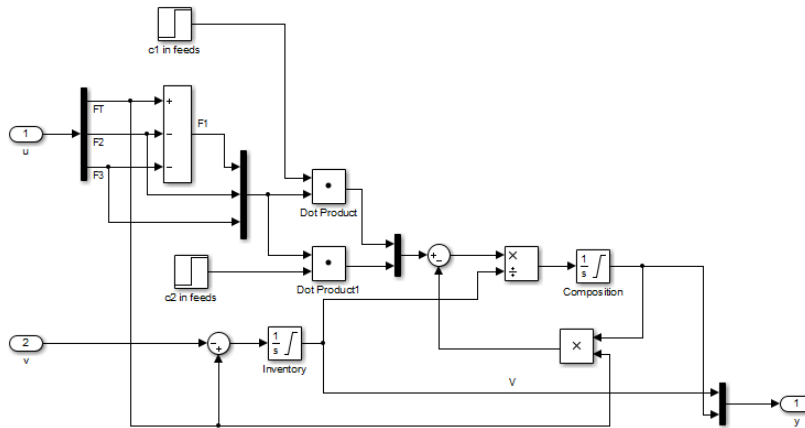 c1 in feeds
FT
+
F1
1
u
F2
−
F3
−
Dot Product
c2 in feeds
Dot Product1
+
−
×
÷
1
s
Composition
2
v
−
+
1
s
Inventory
×
V
1
y